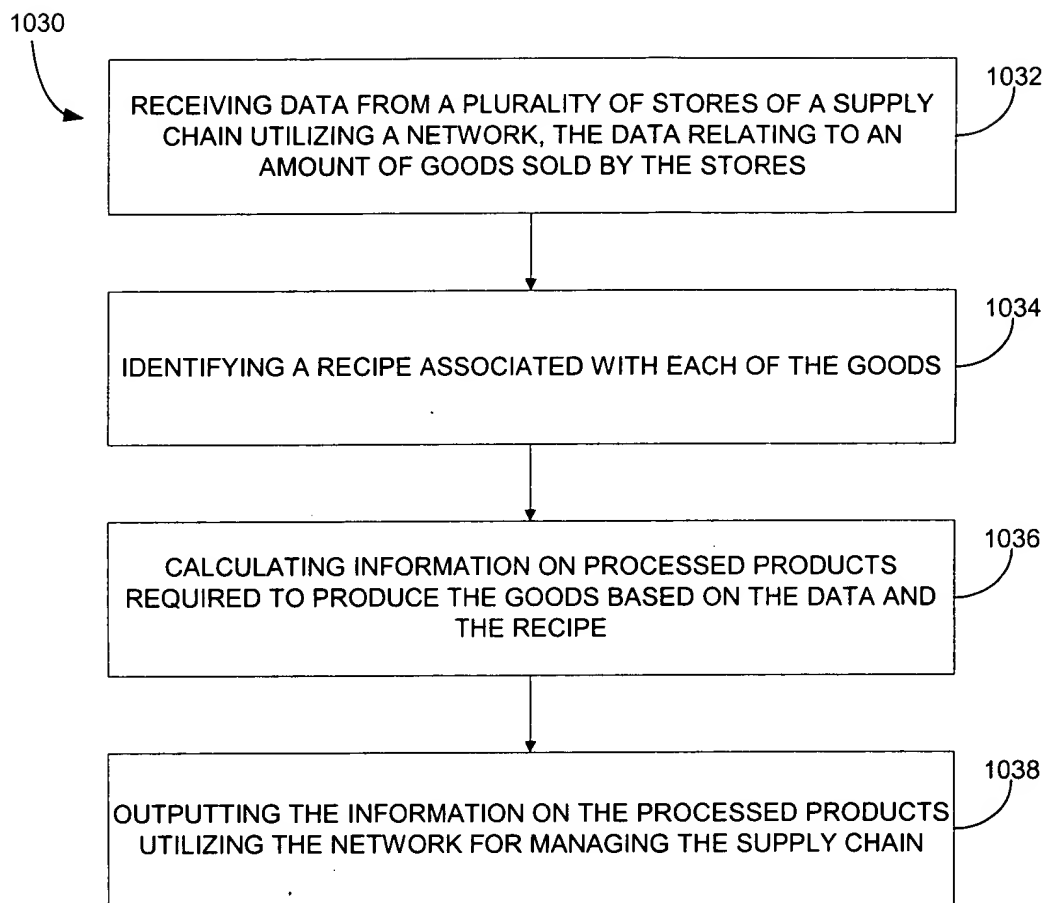 1030
RECEIVING DATA FROM A PLURALITY OF STORES OF A SUPPLY
CHAIN UTILIZING A NETWORK, THE DATA RELATING TO AN
AMOUNT OF GOODS SOLD BY THE STORES
1032
IDENTIFYING A RECIPE ASSOCIATED WITH EACH OF THE GOODS
1034
CALCULATING INFORMATION ON PROCESSED PRODUCTS
REQUIRED TO PRODUCE THE GOODS BASED ON THE DATA AND
THE RECIPE
1036
OUTPUTTING THE INFORMATION ON THE PROCESSED PRODUCTS
UTILIZING THE NETWORK FOR MANAGING THE SUPPLY CHAIN
1038